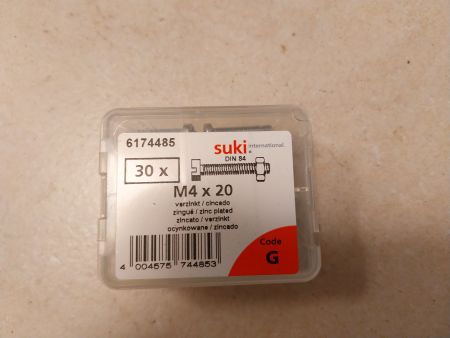 6174485
suki. international
DIN 84
30 x
M4 x 20
verzinkt / cincado
zingué / zinc plated
zincato / verzinkt
ocynkowane / zincado
Code
G
4 004575 744853